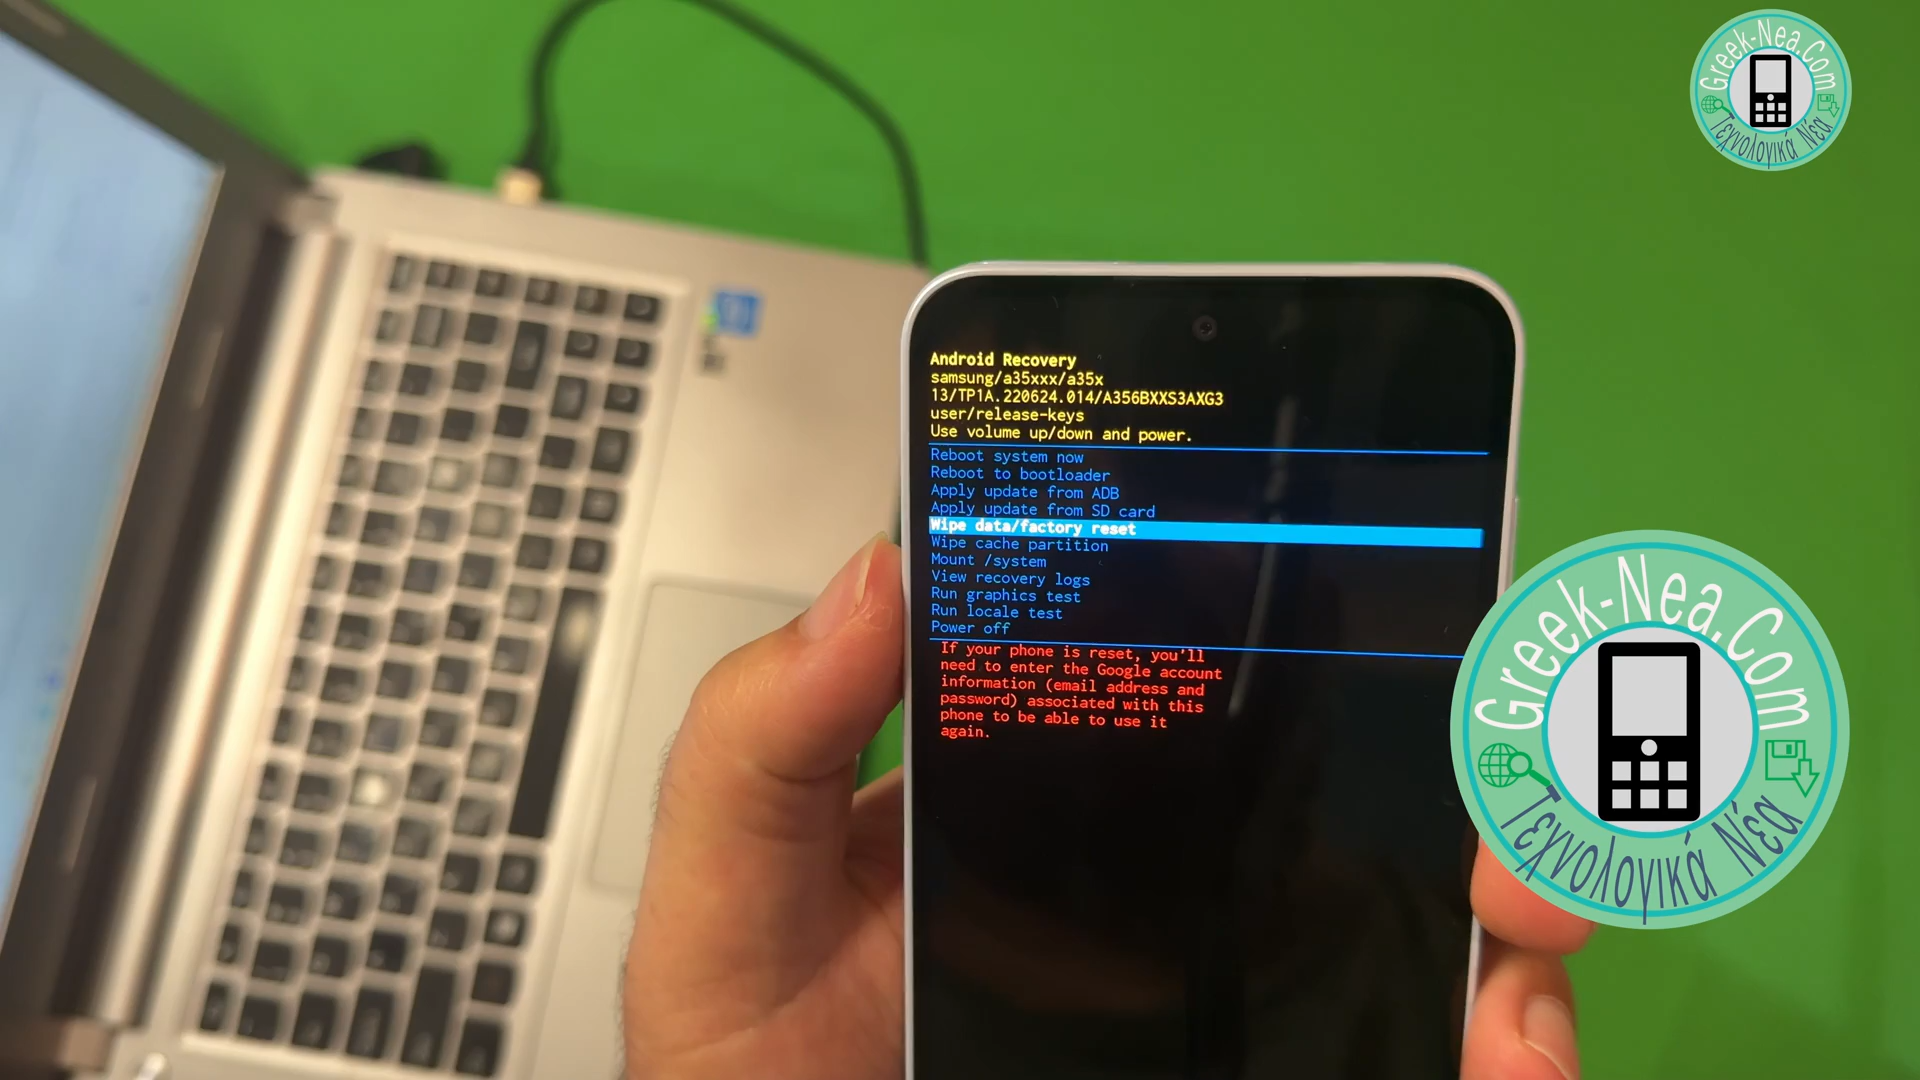 Greek-Nea.Com
Τεχνολογικά Νέα
Android Recovery
samsung/a35xxx/a35x
13/TP1A.220624.014/A356BXXS3AXG3
user/release-keys
Use volume up/down and power.
Reboot system now
Reboot to bootloader
Apply update from ADB
Apply update from SD card
Wipe data/factory reset
Wipe cache partition
Mount /system
View recovery logs
Run graphics test
Run locale test
Power off
If your phone is reset, you'll
need to enter the Google account
information (email address and
password) associated with this
phone to be able to use it
again.
Greek-Nea.Com
Τεχνολογικά Νέα